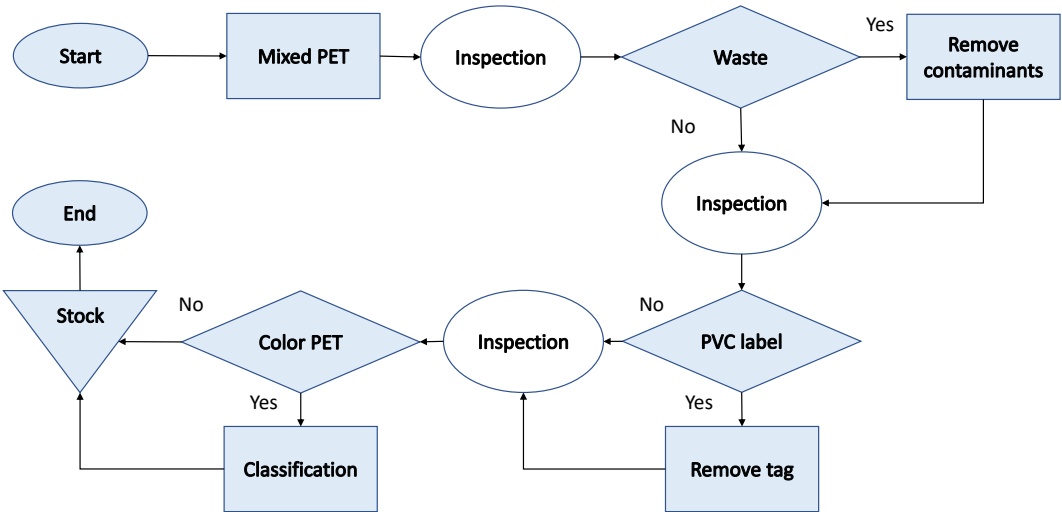 Start
Mixed PET
Inspection
Waste
Yes
Remove
contaminants
No
Inspection
End
Stock
No
Color PET
Inspection
No
PVC label
Yes
Yes
Classification
Remove tag